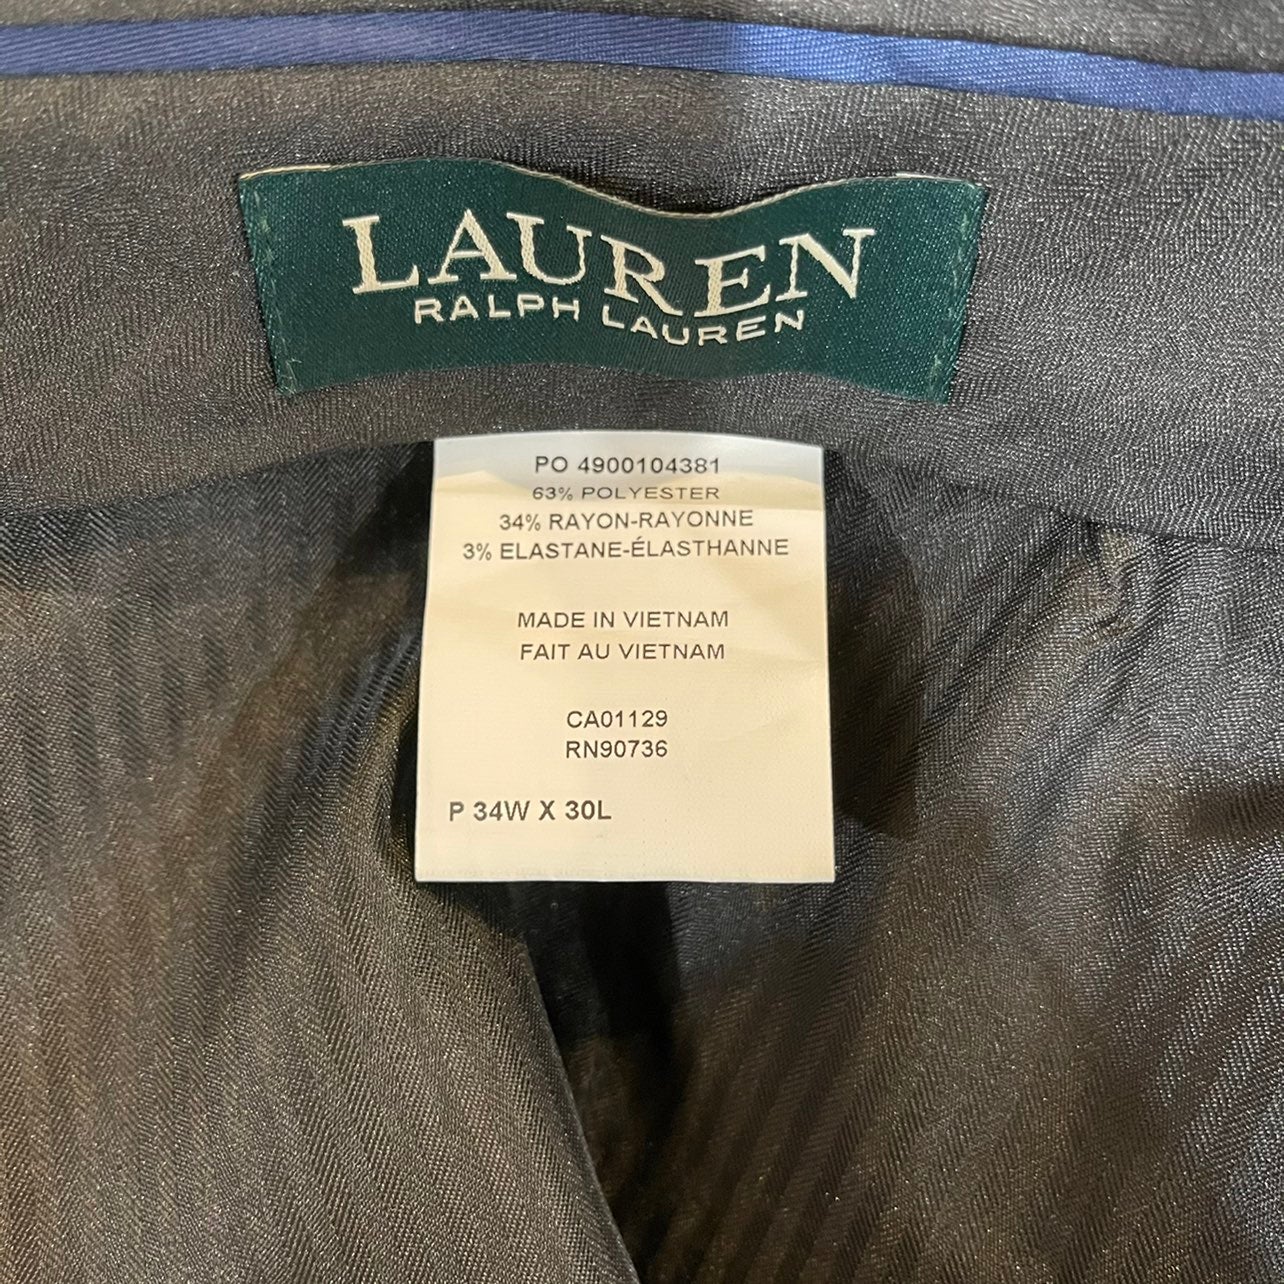 LAUREN
RALPH LAUREN
PO 4900104381
63% POLYESTER
34% RAYON-RAYONNE
3% ELASTANE-ÉLASTHANNE
MADE IN VIETNAM
FAIT AU VIETNAM
CA01129
RN90736
P 34W X 30L